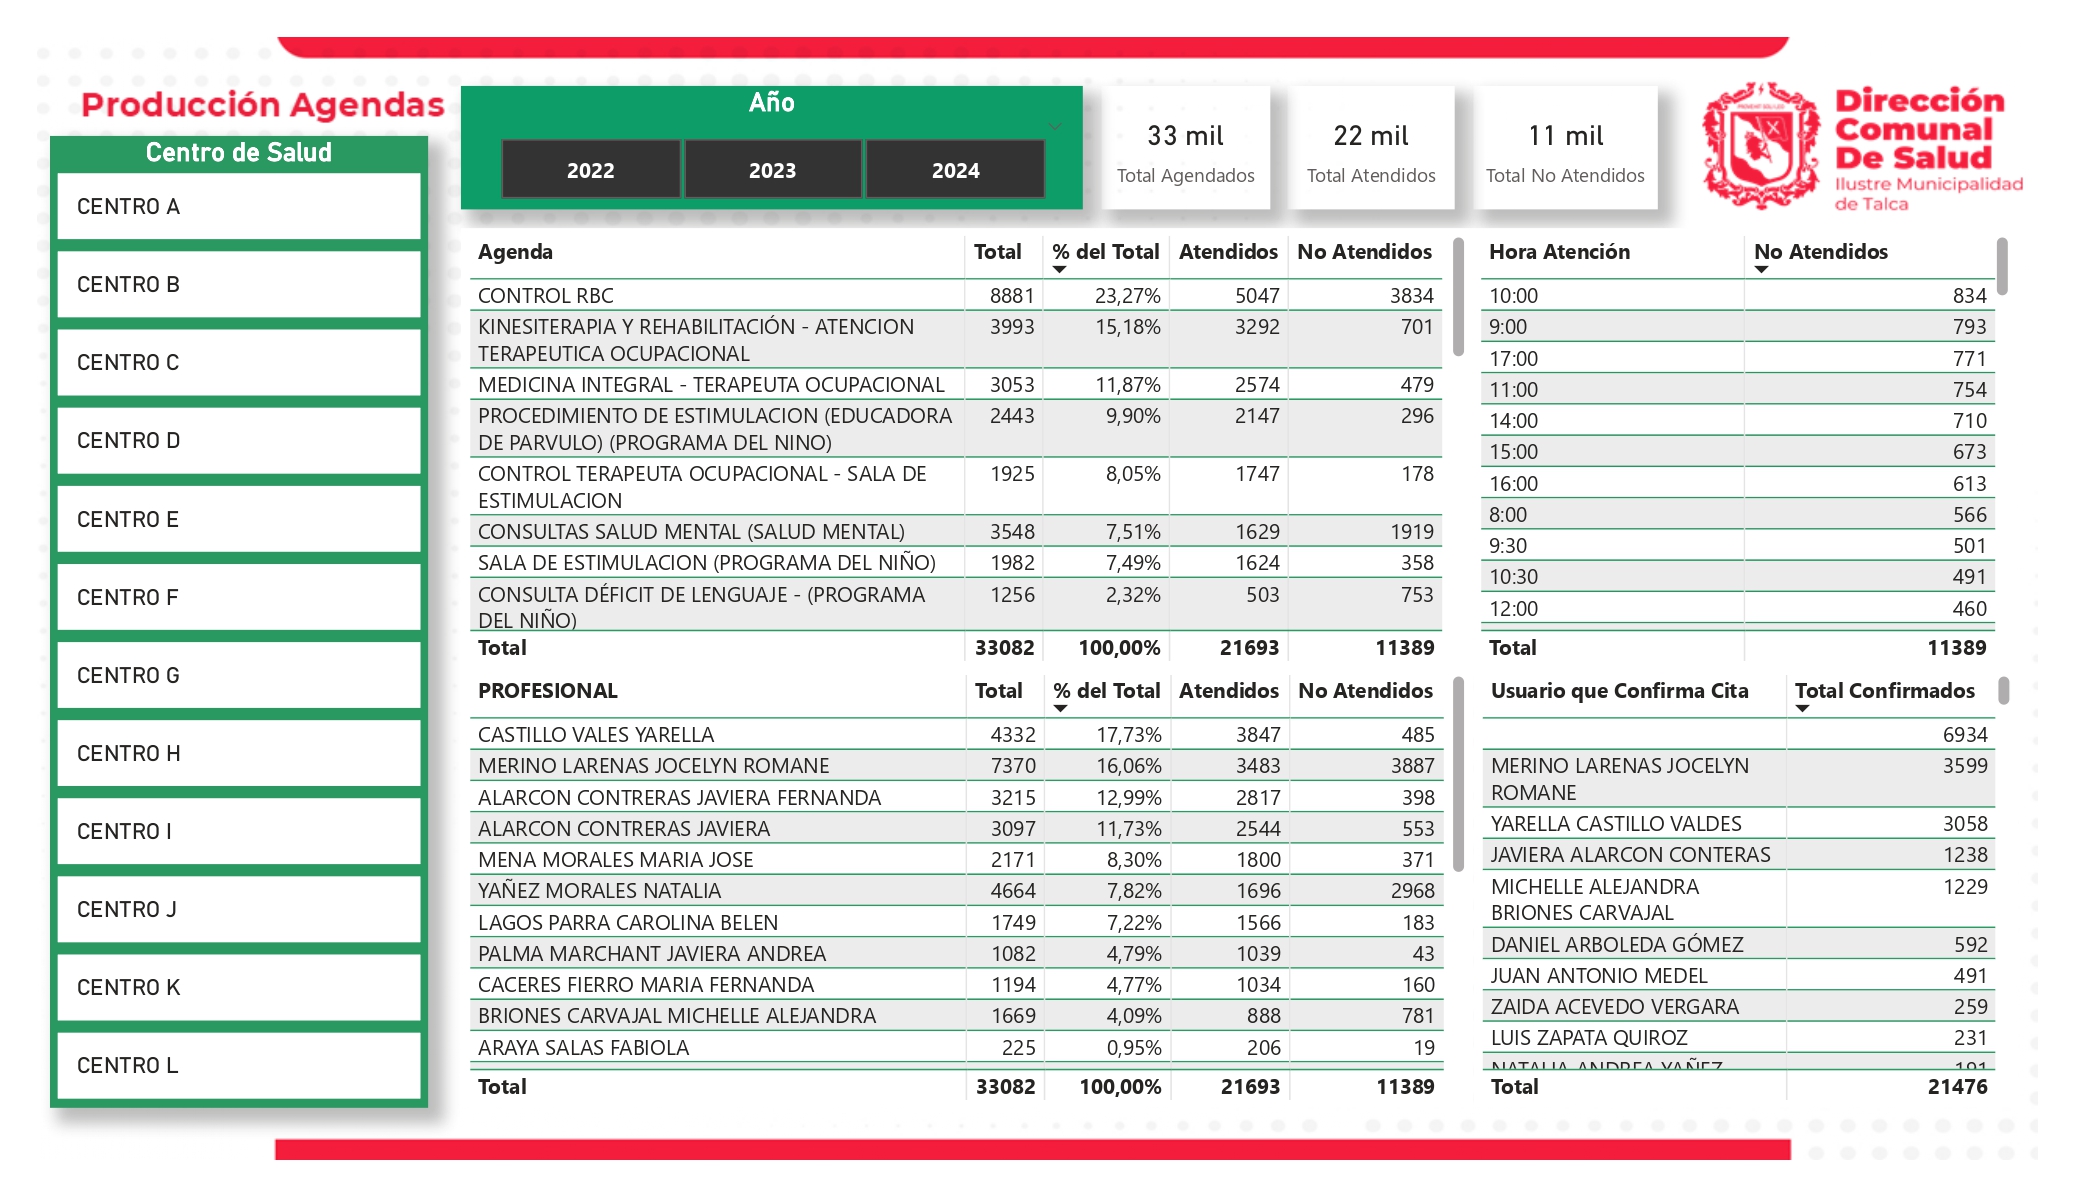 Producción Agendas
Centro de Salud
CENTRO A
CENTRO B
CENTRO C
CENTRO D
CENTRO E
CENTRO F
CENTRO G
CENTRO H
CENTRO I
CENTRO J
CENTRO K
CENTRO L
Año
2022 2023 2024
33 mil
Total Agendados
22 mil
Total Atendidos
11 mil
Total No Atendidos
Dirección
Comunal
De Salud
Ilustre Municipalidad
de Talca
Agenda Total % del Total Atendidos No Atendidos
CONTROL RBC 8881 23,27% 5047 3834
KINESITERAPIA Y REHABILITACIÓN - ATENCION 3993 15,18% 3292 701
TERAPEUTICA OCUPACIONAL
MEDICINA INTEGRAL - TERAPEUTA OCUPACIONAL 3053 11,87% 2574 479
PROCEDIMIENTO DE ESTIMULACION (EDUCADORA 2443 9,90% 2147 296
DE PARVULO) (PROGRAMA DEL NINO)
CONTROL TERAPEUTA OCUPACIONAL - SALA DE 1925 8,05% 1747 178
ESTIMULACION
CONSULTAS SALUD MENTAL (SALUD MENTAL) 3548 7,51% 1629 1919
SALA DE ESTIMULACION (PROGRAMA DEL NIÑO) 1982 7,49% 1624 358
CONSULTA DÉFICIT DE LENGUAJE - (PROGRAMA 1256 2,32% 503 753
DEL NIÑO)
Total 33082 100,00% 21693 11389
Hora Atención No Atendidos
10:00 834
9:00 793
17:00 771
11:00 754
14:00 710
15:00 673
16:00 613
8:00 566
9:30 501
10:30 491
12:00 460
Total 11389
PROFESIONAL Total % del Total Atendidos No Atendidos
CASTILLO VALES YARELLA 4332 17,73% 3847 485
MERINO LARENAS JOCELYN ROMANE 7370 16,06% 3483 3887
ALARCON CONTRERAS JAVIERA FERNANDA 3215 12,99% 2817 398
ALARCON CONTRERAS JAVIERA 3097 11,73% 2544 553
MENA MORALES MARIA JOSE 2171 8,30% 1800 371
YAÑEZ MORALES NATALIA 4664 7,82% 1696 2968
LAGOS PARRA CAROLINA BELEN 1749 7,22% 1566 183
PALMA MARCHANT JAVIERA ANDREA 1082 4,79% 1039 43
CACERES FIERRO MARIA FERNANDA 1194 4,77% 1034 160
BRIONES CARVAJAL MICHELLE ALEJANDRA 1669 4,09% 888 781
ARAYA SALAS FABIOLA 225 0,95% 206 19
Total 33082 100,00% 21693 11389
Usuario que Confirma Cita Total Confirmados
6934
MERINO LARENAS JOCELYN 3599
ROMANE
YARELLA CASTILLO VALDES 3058
JAVIERA ALARCON CONTERAS 1238
MICHELLE ALEJANDRA 1229
BRIONES CARVAJAL
DANIEL ARBOLEDA GÓMEZ 592
JUAN ANTONIO MEDEL 491
ZAIDA ACEVEDO VERGARA 259
LUIS ZAPATA QUIROZ 231
NATALIA ANDREA YAÑEZ 191
Total 21476